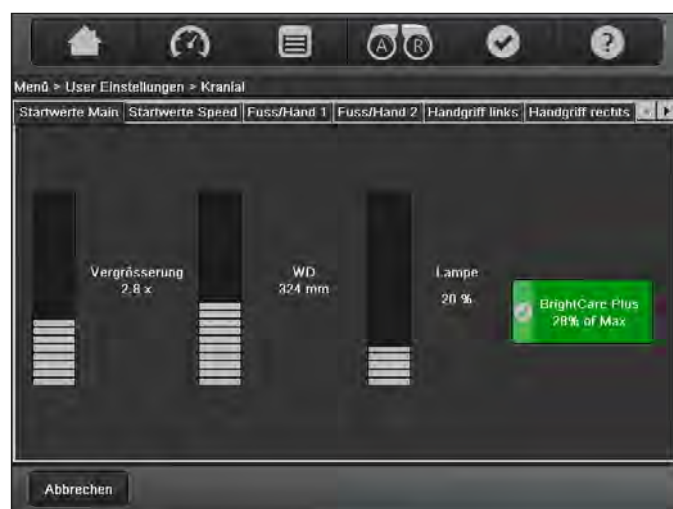 A R ?
Menü > User Einstellungen > Kranial
Startwerte Main Startwerte Speed Fuss/Hand 1 Fuss/Hand 2 Handgriff links Handgriff rechts
Vergrösserung
2.8 x
WD
324 mm
Lampe
20 %
BrightCare Plus
28% of Max
Abbrechen